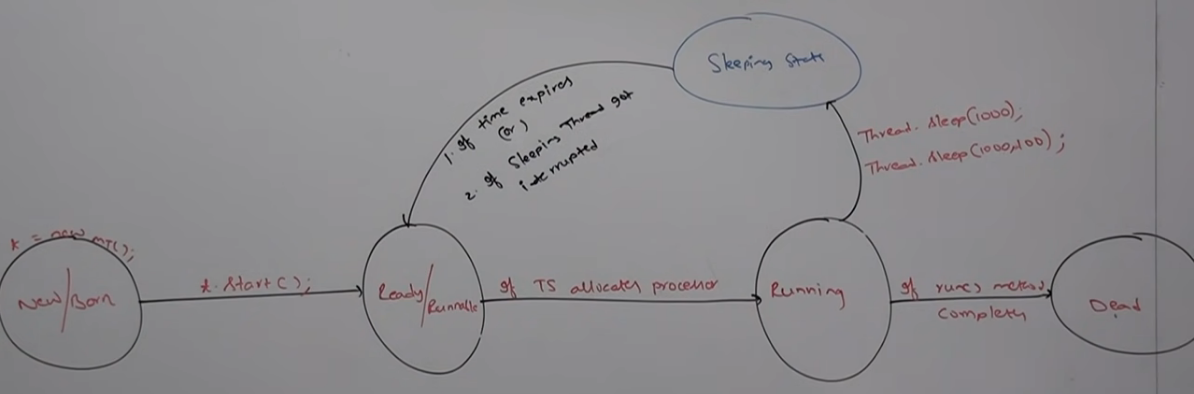 Sleeping State
1. If time expires
(or)
2. If Sleeping Thread got
interrupted
Thread.sleep(1000);
Thread.sleep(1000,100);
t = new MT();
New/Born
t.start();
Ready/
Runnable
If TS allocates processor
Running
If run() method
Completes
Dead